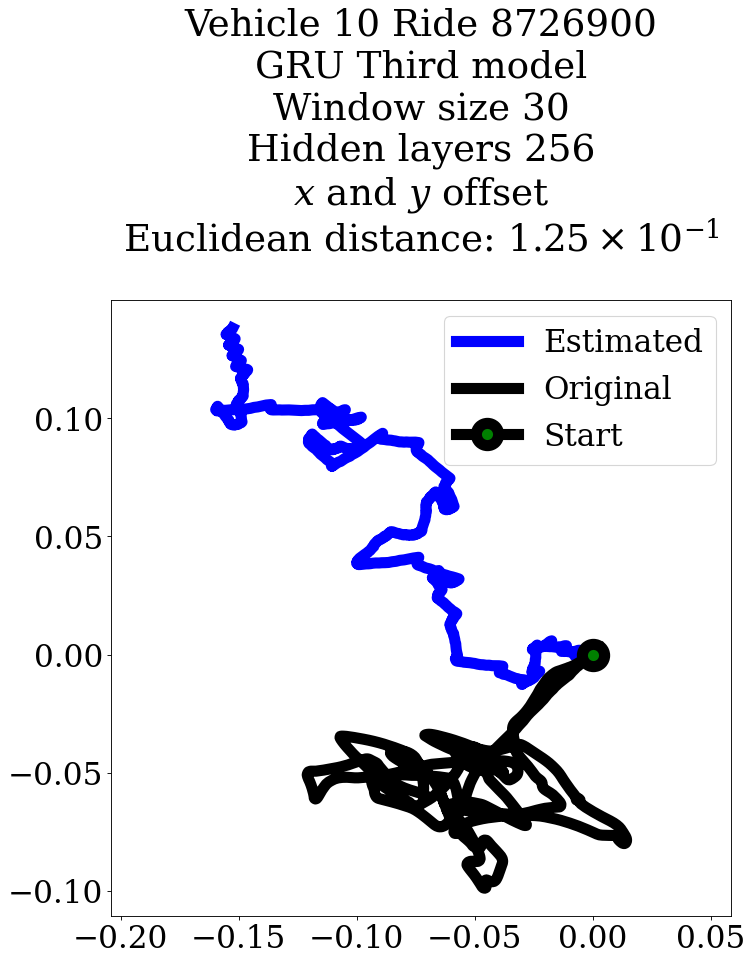 Vehicle 10 Ride 8726900
GRU Third model
Window size 30
Hidden layers 256
x and y offset
Euclidean distance: 1.25 × 10⁻¹
Estimated
Original
Start
0.10
0.05
0.00
−0.05
−0.10
−0.20 −0.15 −0.10 −0.05 0.00 0.05